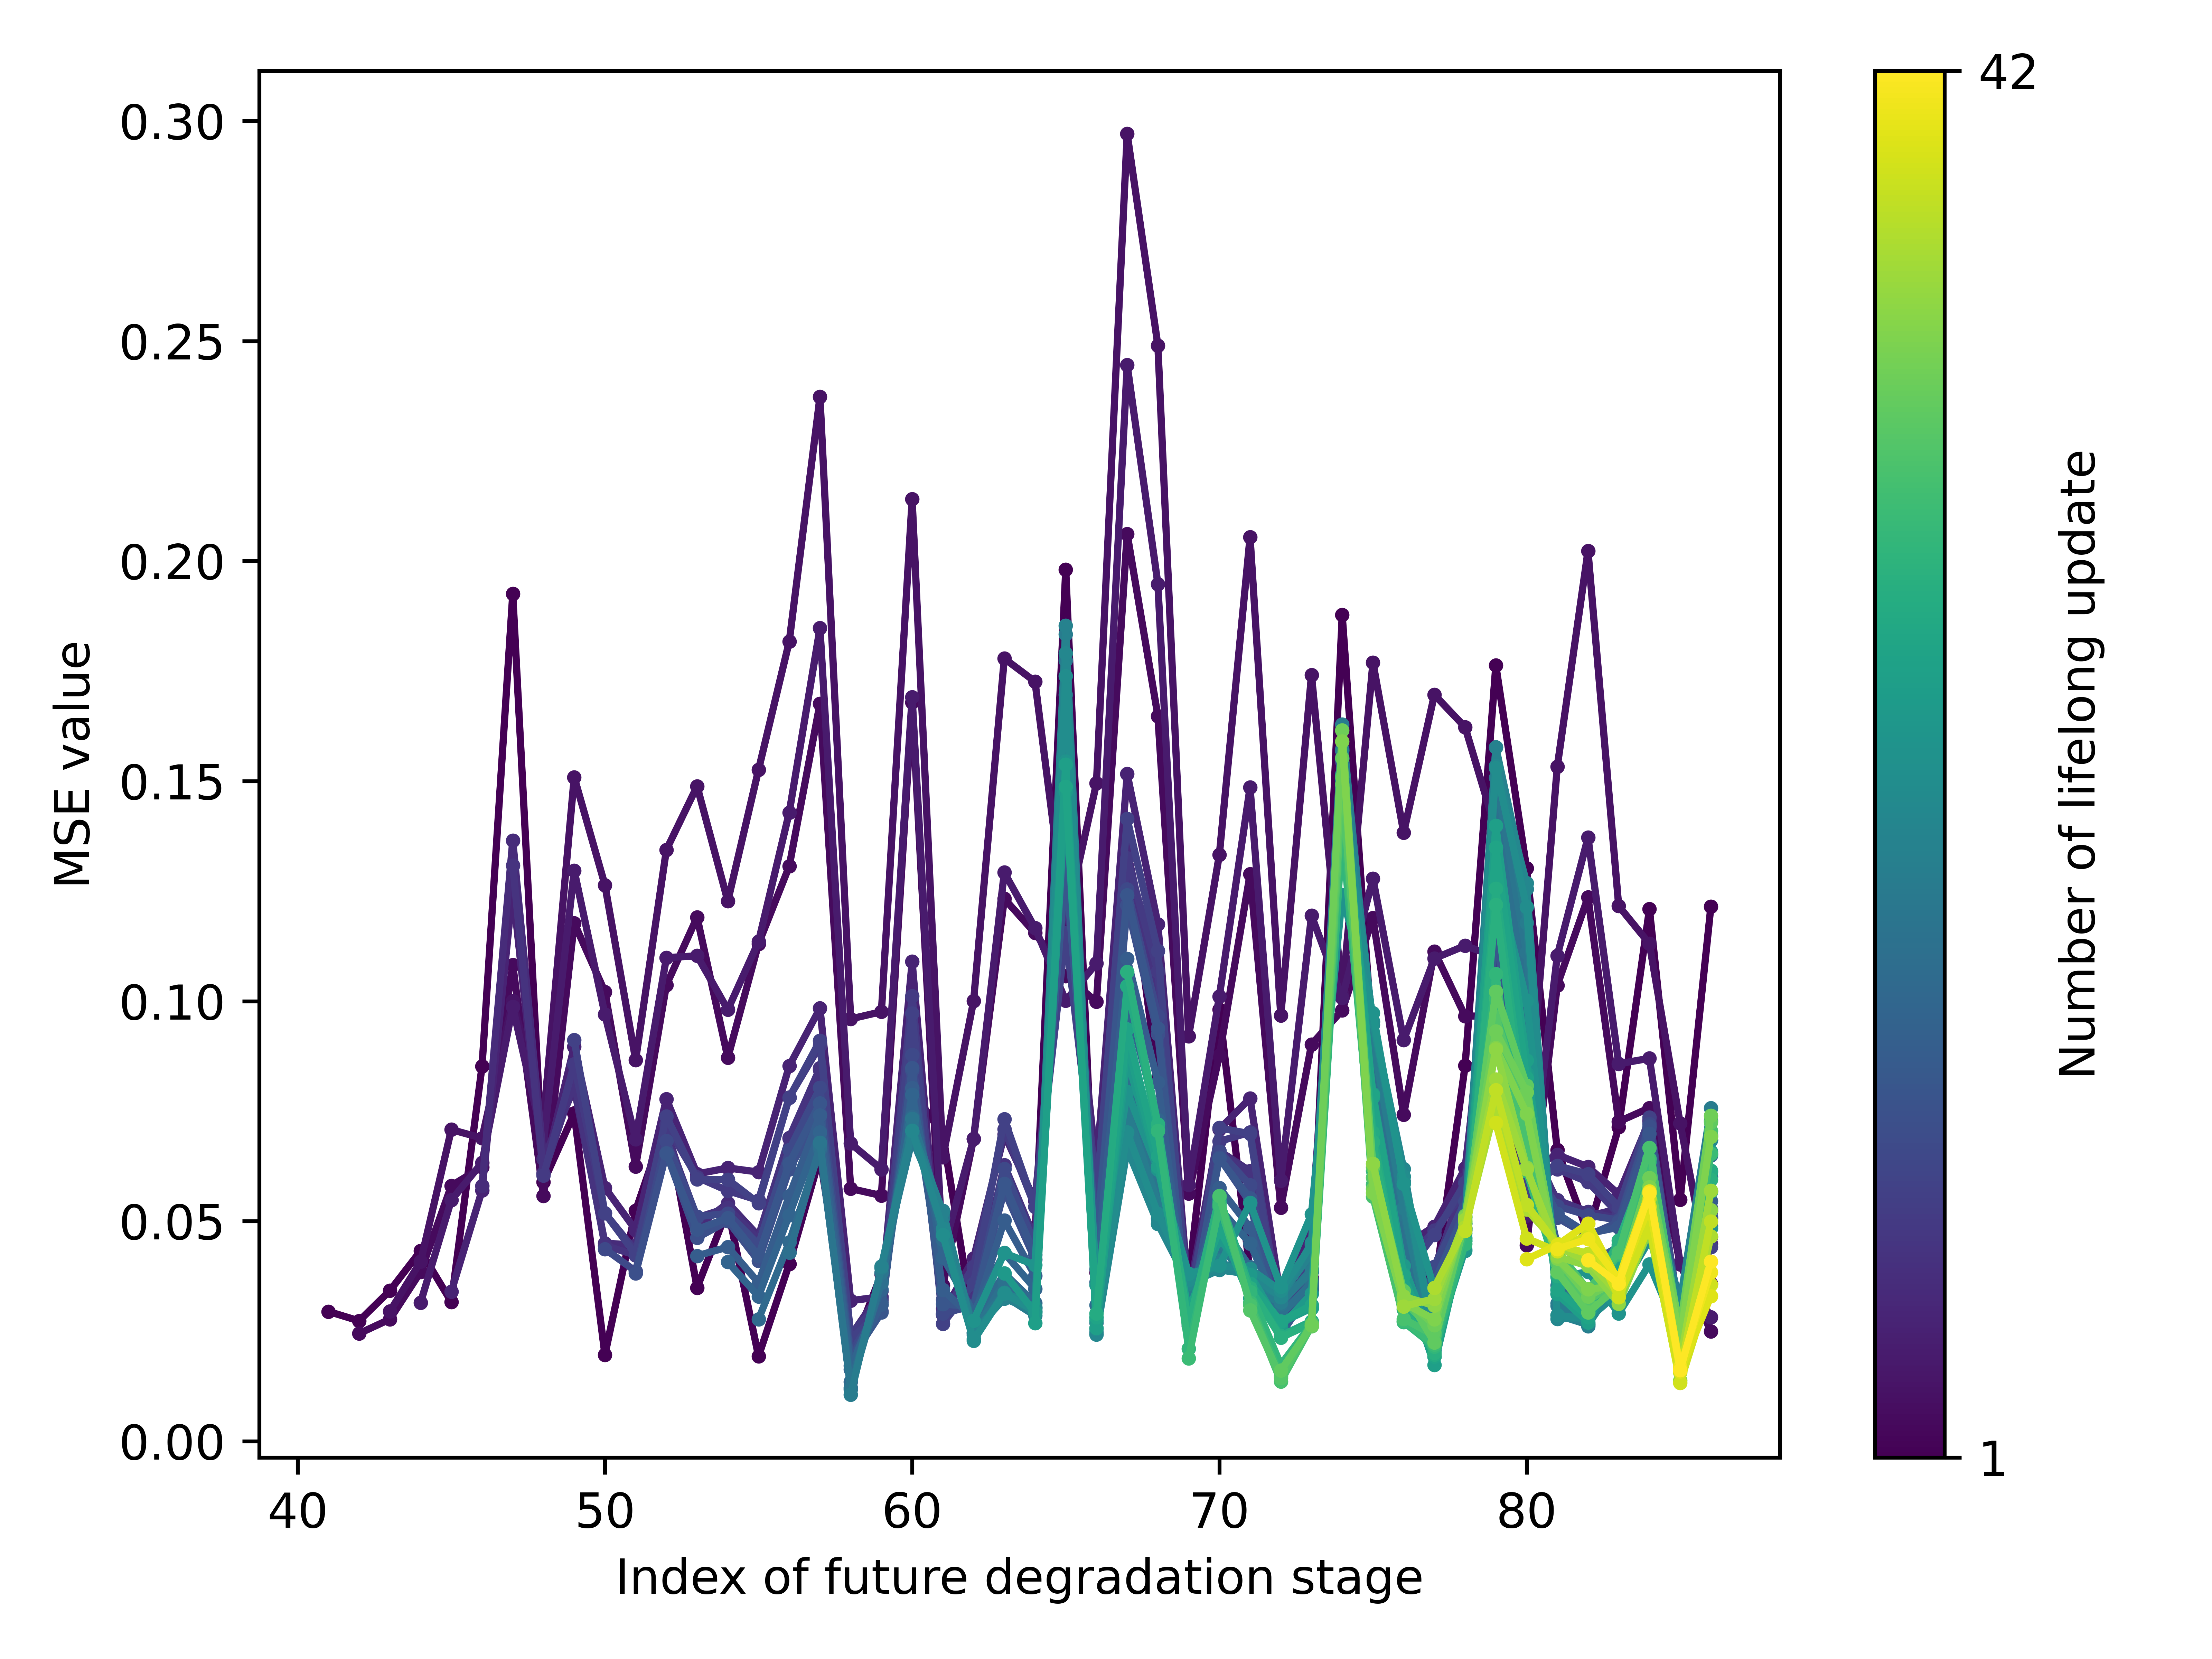 0.30
0.25
0.20
0.15
0.10
0.05
0.00
MSE value
40 50 60 70 80
Index of future degradation stage
42
1
Number of lifelong update